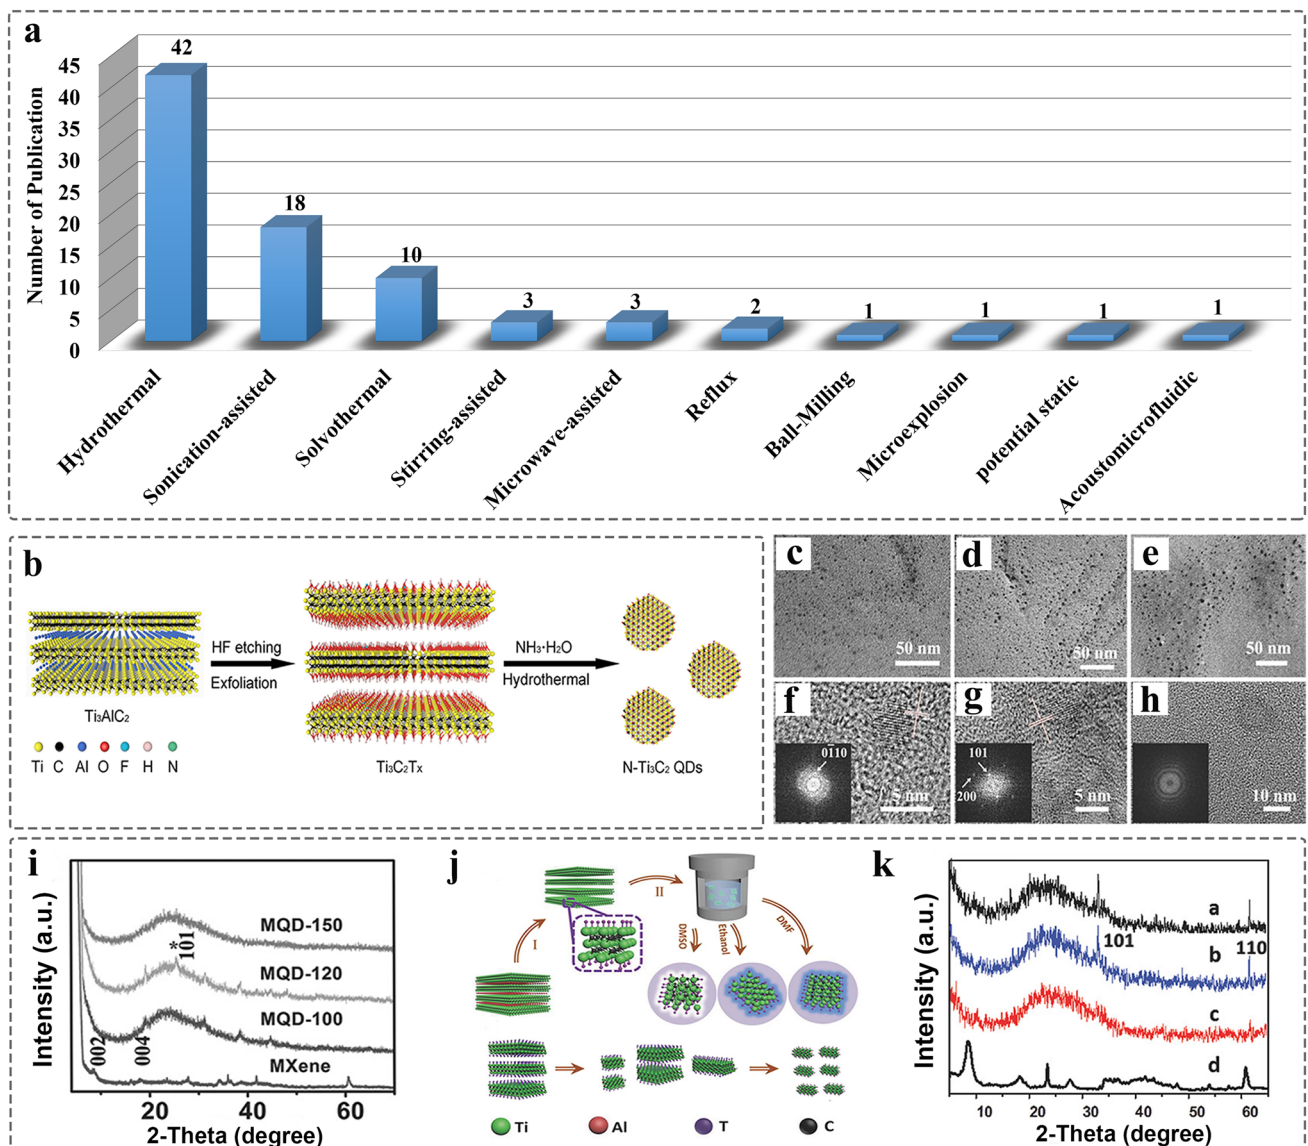 a
42
18
10
3
3
2
1
1
1
1
Number of Publication
45
40
35
30
25
20
15
10
5
0
Hydrothermal
Sonication-assisted
Solvothermal
Stirring-assisted
Microwave-assisted
Reflux
Ball-Milling
Microexplosion
potential static
Acoustomicrofluidic
b
HF etching
Exfoliation
NH₃·H₂O
Hydrothermal
Ti₃AlC₂
Ti₃C₂Tₓ
N-Ti₃C₂ QDs
Ti C Al O F H N
c
50 nm
d
50 nm
e
50 nm
f
01̄10
5 nm
g
101
200
5 nm
h
10 nm
i
Intensity (a.u.)
MQD-150
*
101
MQD-120
MQD-100
002
004
MXene
20 60
2-Theta (degree)
j
I
II
DMSO
Ethanol
DMF
Ti Al T C
k
Intensity (a.u.)
a
101
110
b
c
d
10 20 30 40 50 60
2-Theta (degree)